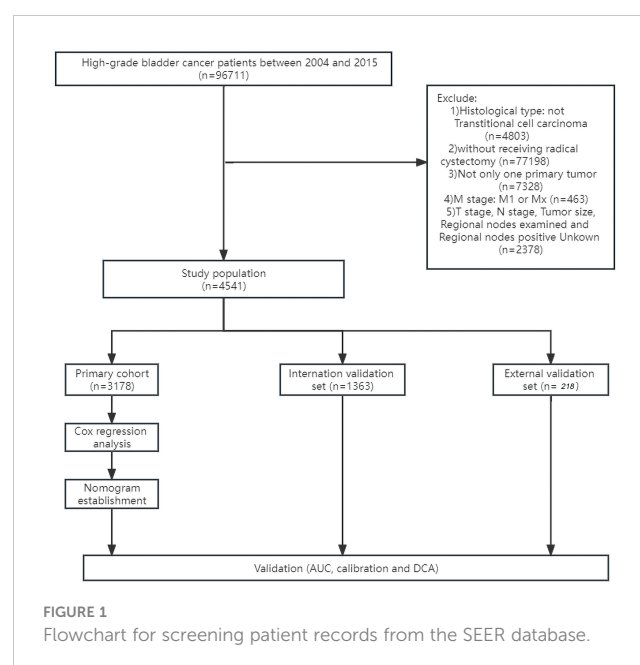 High-grade bladder cancer patients between 2004 and 2015
(n=96711)
Exclude:
1)Histological type: not
Transtitional cell carcinoma
(n=4803)
2)without receiving radical
cystectomy (n=77198)
3)Not only one primary tumor
(n=7328)
4)M stage: M1 or Mx (n=463)
5)T stage, N stage, Tumor size,
Regional nodes examined and
Regional nodes positive Unkown
(n=2378)
Study population
(n=4541)
Primary cohort
(n=3178)
Internation validation
set (n=1363)
External validation
set (n= 218)
Cox regression
analysis
Nomogram
establishment
Validation (AUC, calibration and DCA)
FIGURE 1
Flowchart for screening patient records from the SEER database.